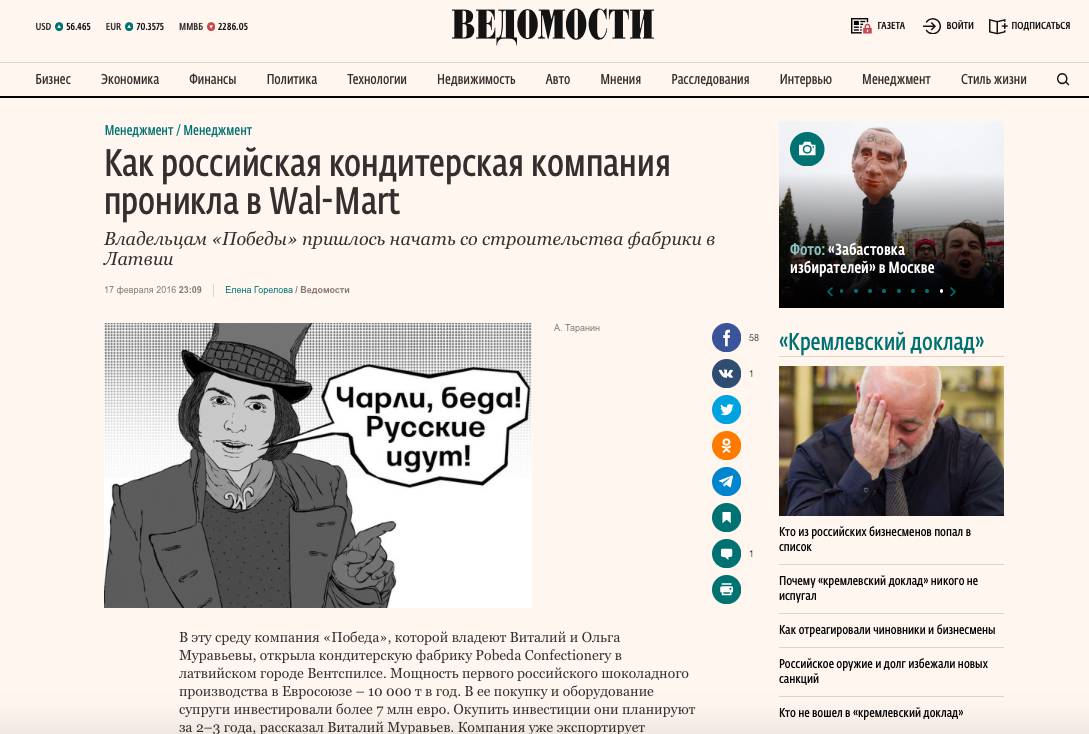 USD 56.465 EUR 70.3575 ММВБ 2286.05
ВЕДОМОСТИ
ГАЗЕТА ВОЙТИ ПОДПИСАТЬСЯ
Бизнес Экономика Финансы Политика Технологии Недвижимость Авто Мнения Расследования Интервью Менеджмент Стиль жизни
Менеджмент / Менеджмент
Как российская кондитерская компания
проникла в Wal-Mart
Владельцам «Победы» пришлось начать со строительства фабрики в
Латвии
17 февраля 2016 23:09 Елена Горелова / Ведомости
Чарли, беда!
Русские
идут!
W
А. Таранин
58
1
1
В эту среду компания «Победа», которой владеют Виталий и Ольга
Муравьевы, открыла кондитерскую фабрику Pobeda Confectionery в
латвийском городе Вентспилсе. Мощность первого российского шоколадного
производства в Евросоюзе – 10 000 т в год. В ее покупку и оборудование
супруги инвестировали более 7 млн евро. Окупить инвестиции они планируют
за 2–3 года, рассказал Виталий Муравьев. Компания уже экспортирует
Фото: «Забастовка
избирателей» в Москве
«Кремлевский доклад»
Кто из российских бизнесменов попал в
список
Почему «кремлевский доклад» никого не
испугал
Как отреагировали чиновники и бизнесмены
Российское оружие и долг избежали новых
санкций
Кто не вошел в «кремлевский доклад»